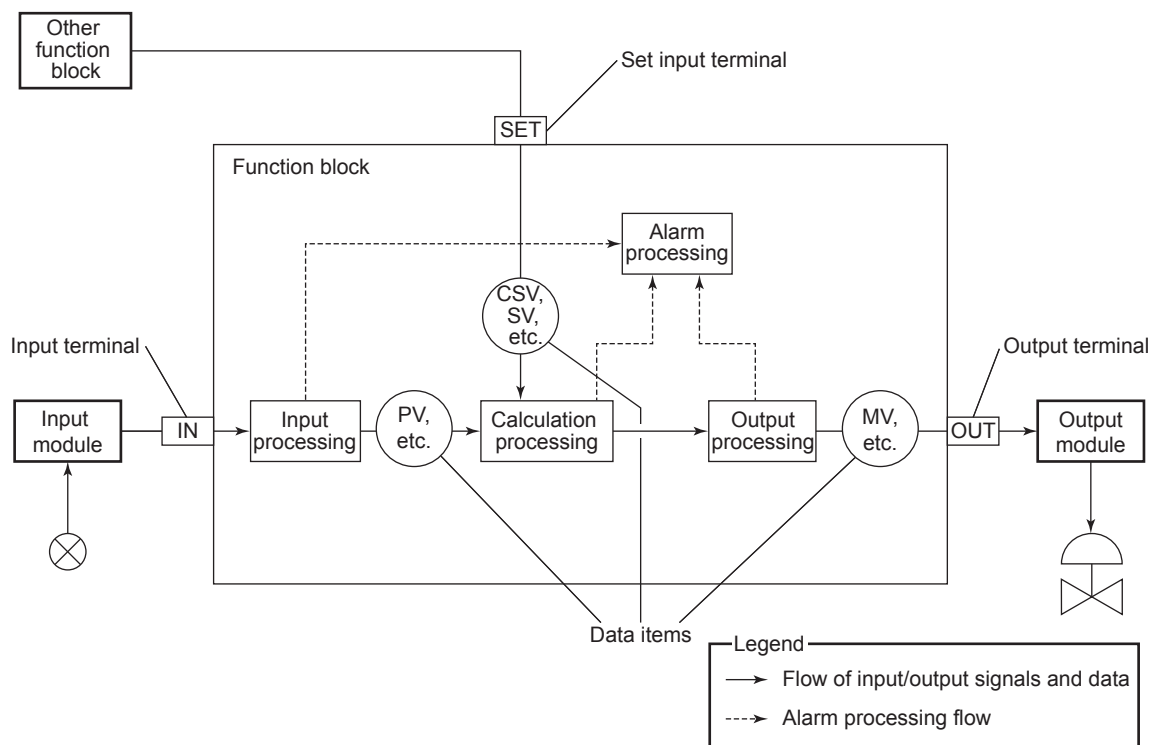 Other
function
block
Set input terminal
SET
Function block
Alarm
processing
CSV,
SV,
etc.
Input terminal
Output terminal
Input
module
IN
Input
processing
PV,
etc.
Calculation
processing
Output
processing
MV,
etc.
OUT
Output
module
Data items
Legend
Flow of input/output signals and data
Alarm processing flow